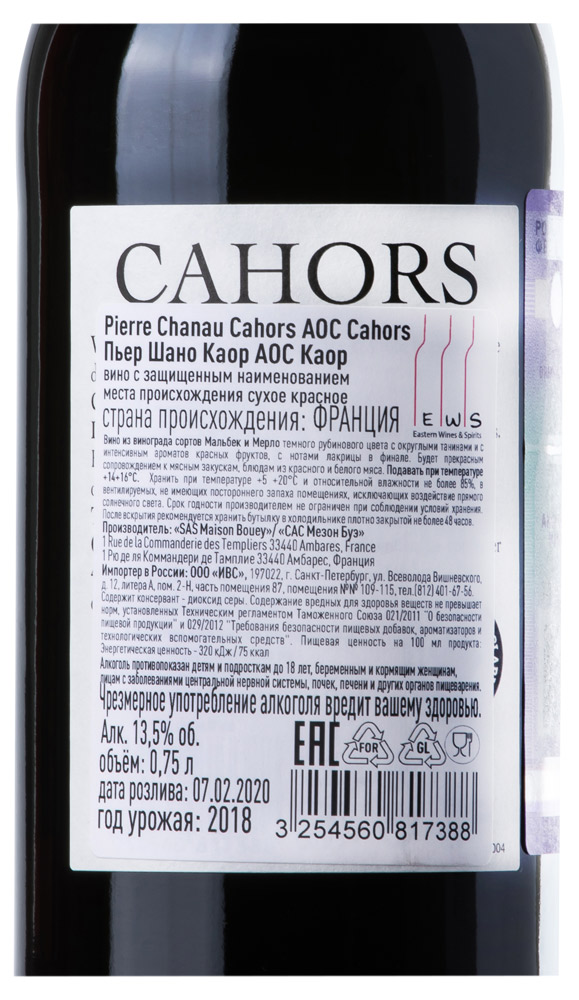 CAHORS
Pierre Chanau Cahors AOC Cahors
Пьер Шано Каор АОС Каор
вино с защищенным наименованием
места происхождения сухое красное
страна происхождения: ФРАНЦИЯ
EWS
Eastern Wines & Spirits
Вино из винограда сортов Мальбек и Мерло темного рубинового цвета с округлыми танинами и с
интенсивным ароматов красных фруктов, с нотами лакрицы в финале. Будет прекрасным
сопровождением к мясным закускам, блюдам из красного и белого мяса. Подавать при температуре
+14+16°С. Хранить при температуре +5 +20°С и относительной влажности не более 85%, в
вентилируемых, не имеющих постороннего запаха помещениях, исключающих воздействие прямого
солнечного света. Срок годности производителем не ограничен при соблюдении условий хранения.
После вскрытия рекомендуется хранить бутылку в холодильнике плотно закрытой не более 48 часов.
Производитель: «SAS Maison Bouey»/ «САС Мезон Буэ»
1 Rue de la Commanderie des Templiers 33440 Ambares, France
1 Рю де ля Коммандери де Тамплие 33440 Амбарес, Франция
Импортер в России: ООО «ИВС», 197022, г. Санкт-Петербург, ул. Всеволода Вишневского,
д. 12, литера А, пом. 2-Н, часть помещения 87, помещения №№ 109-115, тел.(812) 401-67-56.
Содержит консервант - диоксид серы. Содержание вредных для здоровья веществ не превышает
норм, установленных Техническим регламентом Таможенного Союза 021/2011 "О безопасности
пищевой продукции" и 029/2012 "Требования безопасности пищевых добавок, ароматизаторов и
технологических вспомогательных средств". Пищевая ценность на 100 мл продукта:
Энергетическая ценность - 320 кДж/ 75 ккал
Алкоголь противопоказан детям и подросткам до 18 лет, беременным и кормящим женщинам,
лицам с заболеваниями центральной нервной системы, почек, печени и других органов пищеварения.
Чрезмерное употребление алкоголя вредит вашему здоровью.
Алк. 13,5% об.
объём: 0,75 л
дата розлива: 07.02.2020
год урожая: 2018
EAC
FOR
GL
3 254560 817388